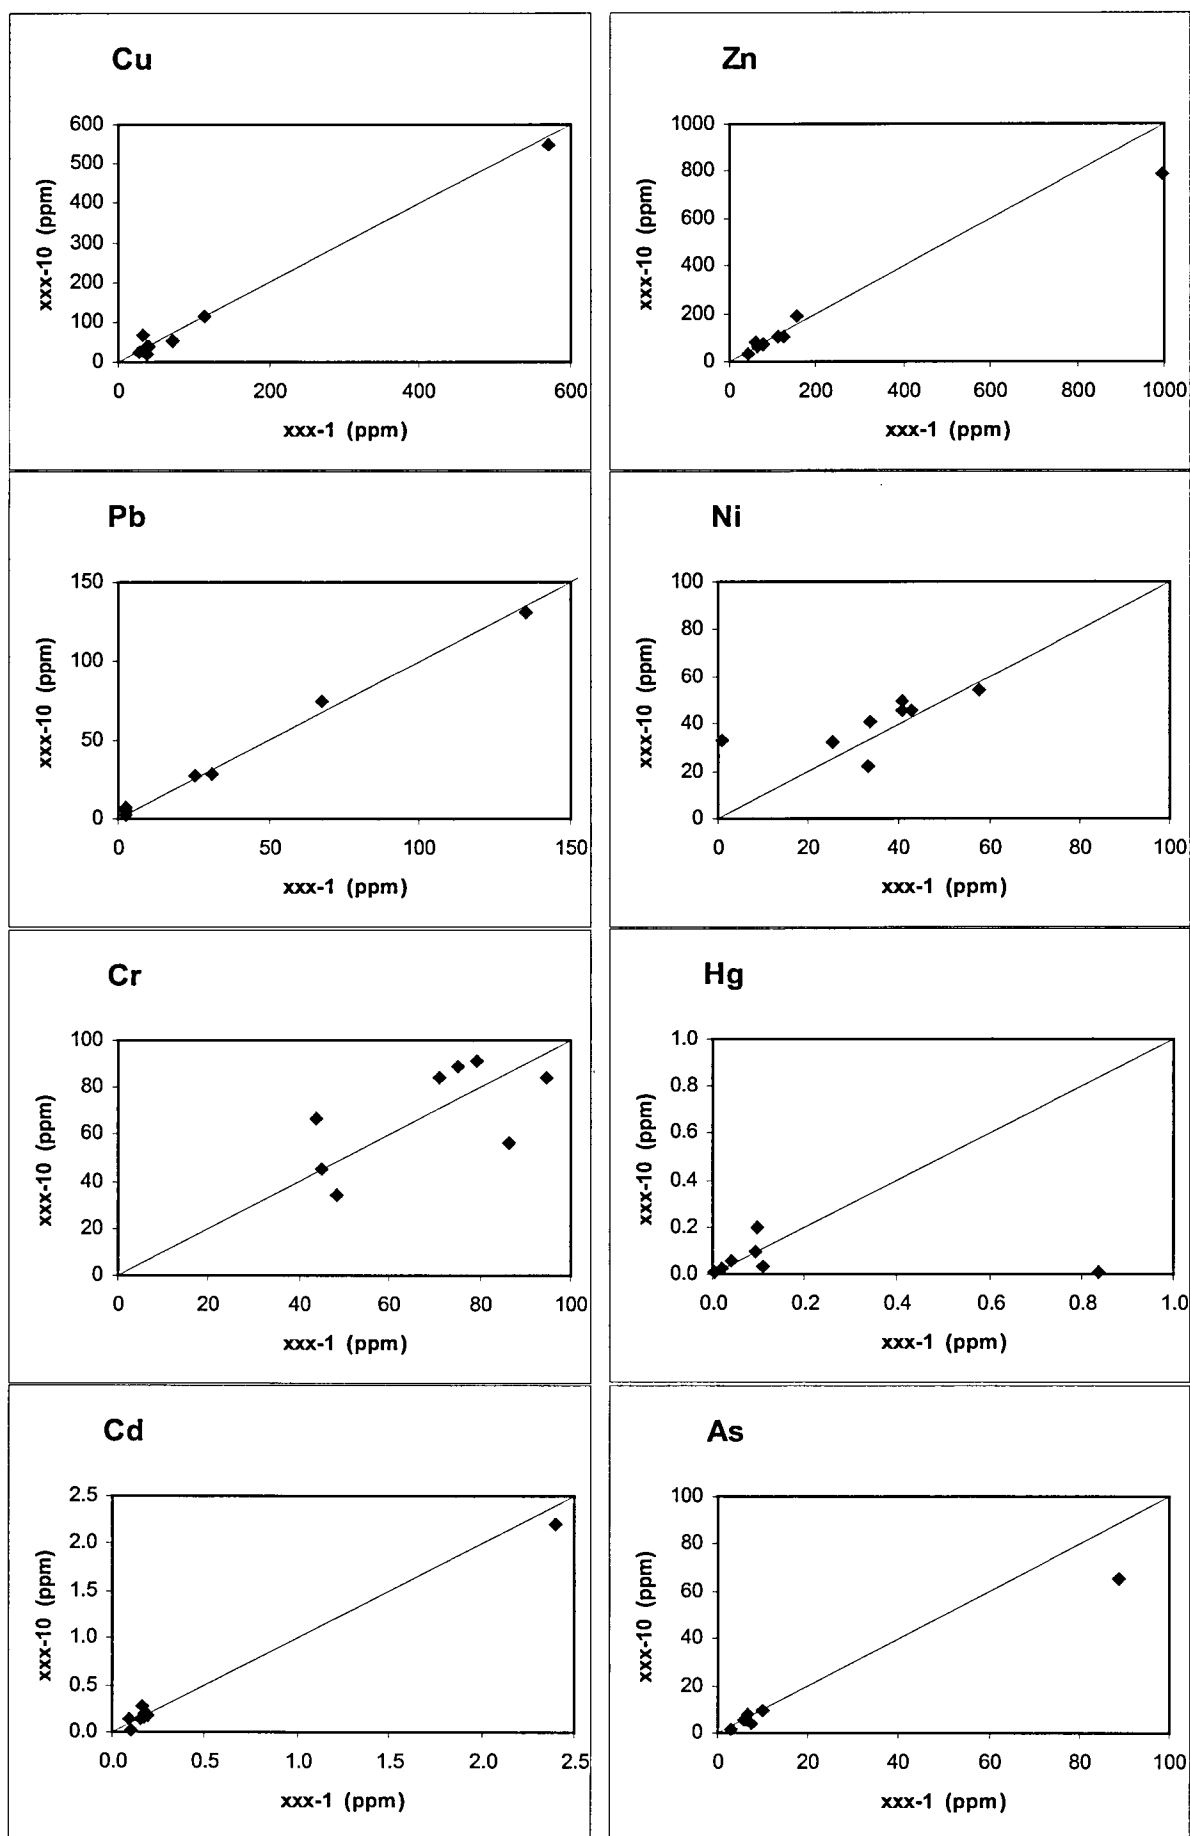 Cu
600
500
400
300
200
100
0
xxx-10 (ppm)
0 200 400 600
xxx-1 (ppm)
Zn
1000
800
600
400
200
0
xxx-10 (ppm)
0 200 400 600 800 1000
xxx-1 (ppm)
Pb
150
100
50
0
xxx-10 (ppm)
0 50 100 150
xxx-1 (ppm)
Ni
100
80
60
40
20
0
xxx-10 (ppm)
0 20 40 60 80 100
xxx-1 (ppm)
Cr
100
80
60
40
20
0
xxx-10 (ppm)
0 20 40 60 80 100
xxx-1 (ppm)
Hg
1.0
0.8
0.6
0.4
0.2
0.0
xxx-10 (ppm)
0.0 0.2 0.4 0.6 0.8 1.0
xxx-1 (ppm)
Cd
2.5
2.0
1.5
1.0
0.5
0.0
xxx-10 (ppm)
0.0 0.5 1.0 1.5 2.0 2.5
xxx-1 (ppm)
As
100
80
60
40
20
0
xxx-10 (ppm)
0 20 40 60 80 100
xxx-1 (ppm)